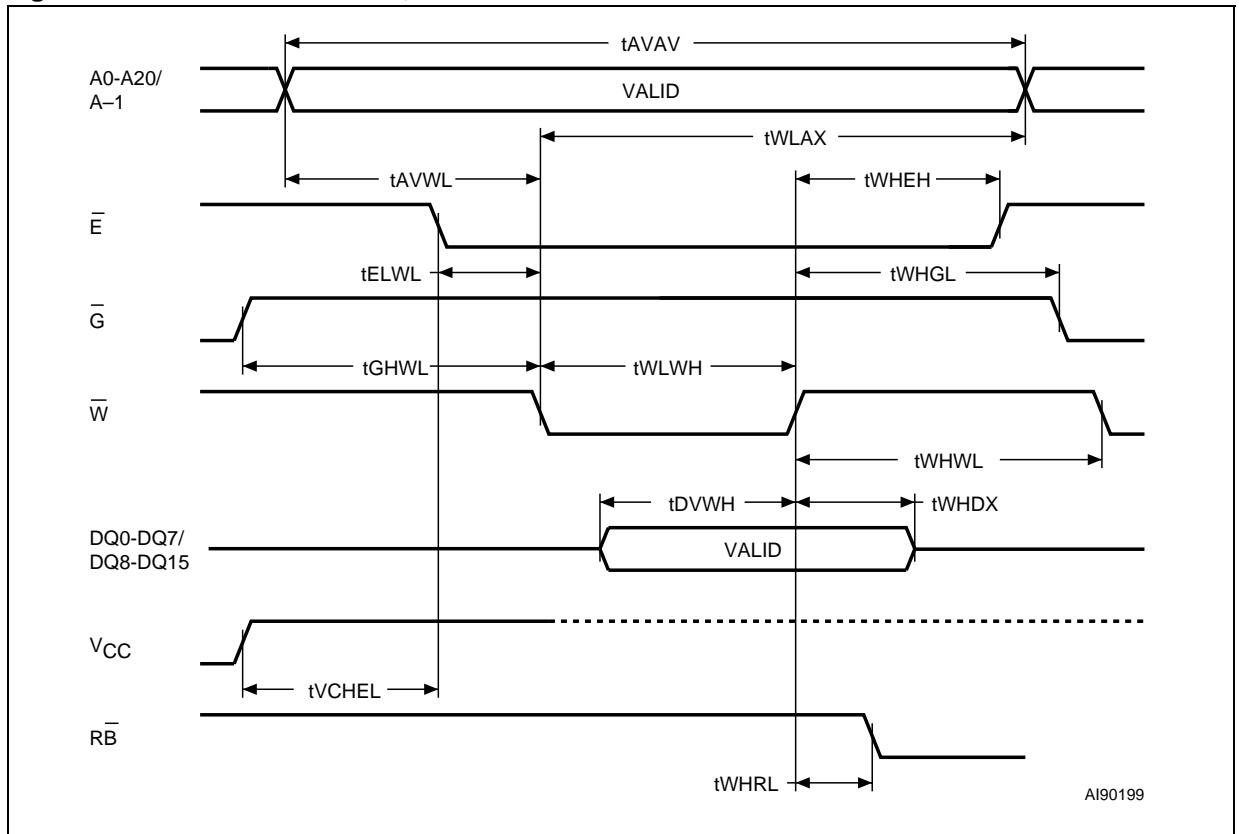 tAVAV
A0-A20/
A–1
VALID
tWLAX
tAVWL
tWHEH
E̅
tELWL
tWHGL
G̅
tGHWL
tWLWH
W̅
tWHWL
tDVWH
tWHDX
DQ0-DQ7/
DQ8-DQ15
VALID
VCC
tVCHEL
RB̅
tWHRL
AI90199